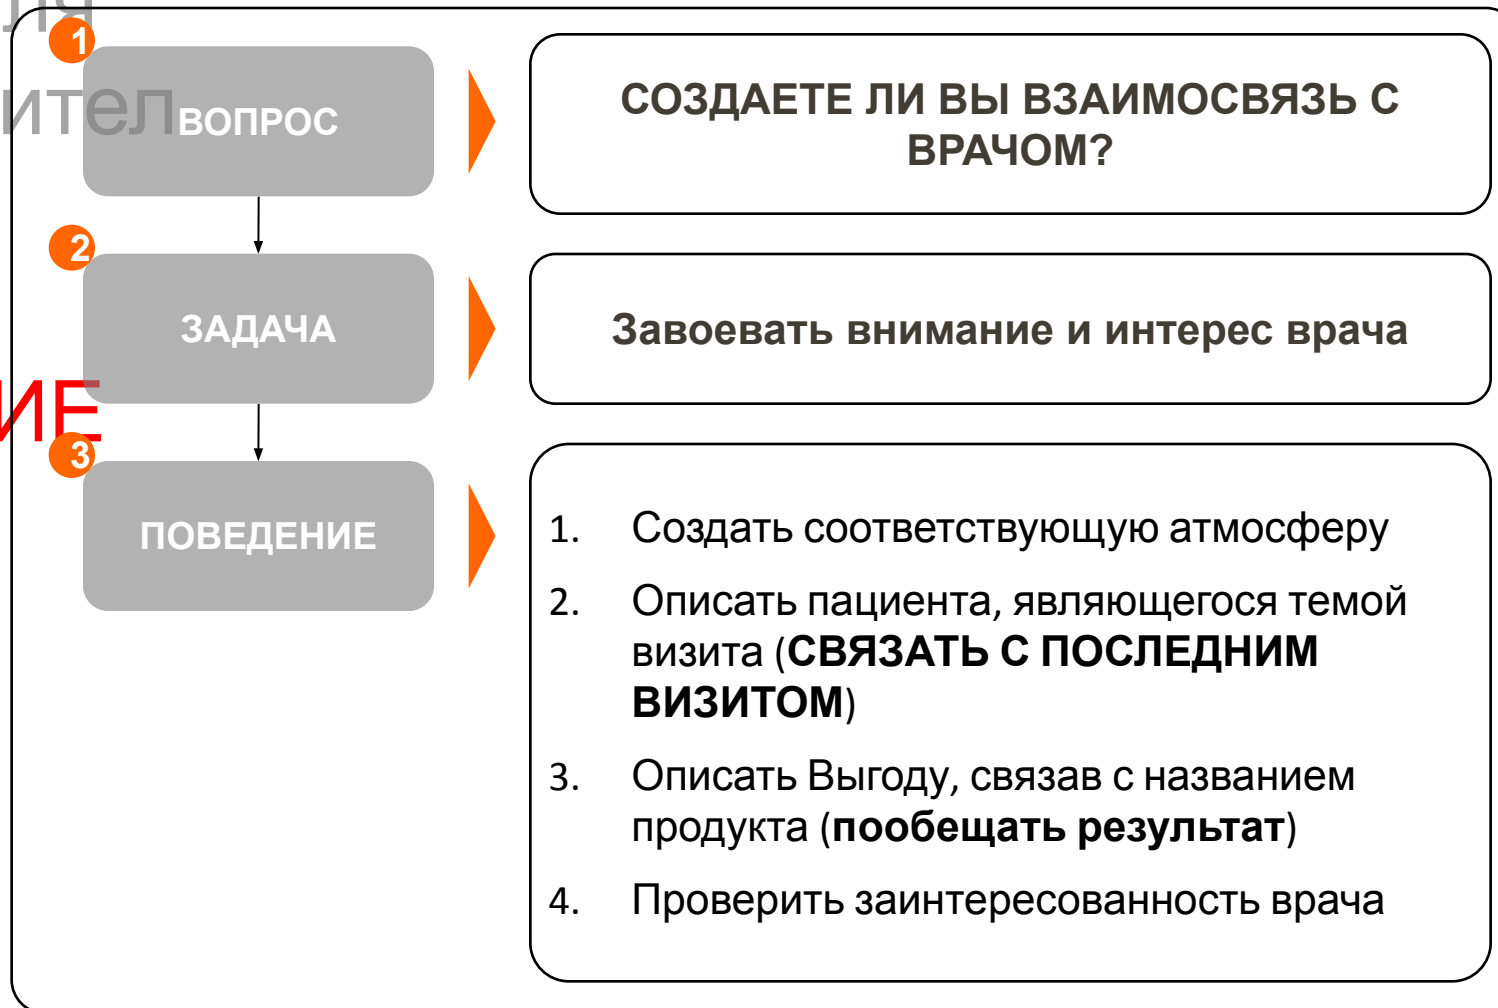 ля
1
ител
ВОПРОС
СОЗДАЕТЕ ЛИ ВЫ ВЗАИМОСВЯЗЬ С
ВРАЧОМ?
2
ЗАДАЧА
Завоевать внимание и интерес врача
ИЕ
3
ПОВЕДЕНИЕ
1. Создать соответствующую атмосферу
2. Описать пациента, являющегося темой
визита (СВЯЗАТЬ С ПОСЛЕДНИМ
ВИЗИТОМ)
3. Описать Выгоду, связав с названием
продукта (пообещать результат)
4. Проверить заинтересованность врача